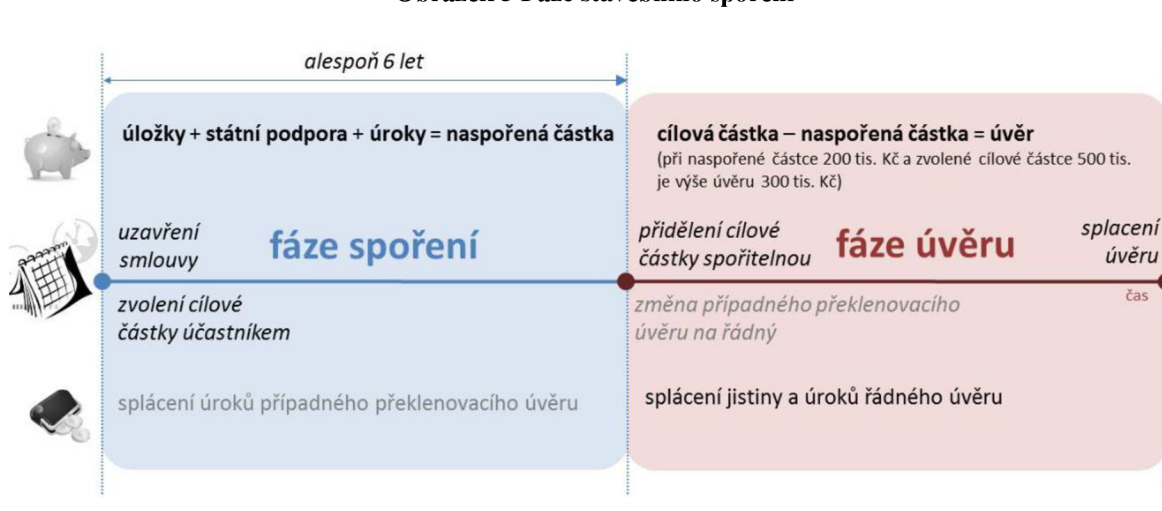 alespoň 6 let
úložky + státní podpora + úroky = naspořená částka
cílová částka – naspořená částka = úvěr
(při naspořené částce 200 tis. Kč a zvolené cílové částce 500 tis.
je výše úvěru 300 tis. Kč)
uzavření
smlouvy
fáze spoření
přidělení cílové
částky spořitelnou
fáze úvěru
splacení
úvěru
čas
zvolení cílové
částky účastníkem
změna případného překlenovacího
úvěru na řádný
splácení úroků případného překlenovacího úvěru
splácení jistiny a úroků řádného úvěru